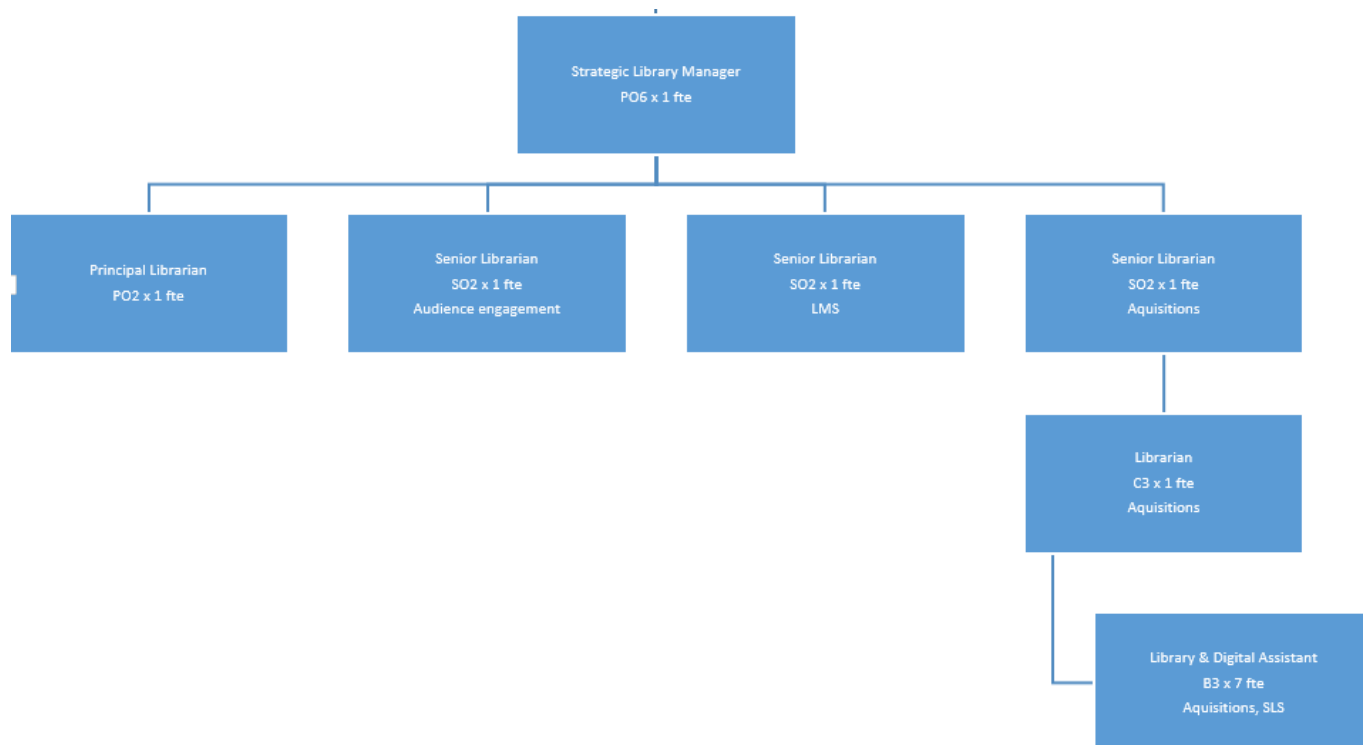 Strategic Library Manager
PO6 x 1 fte
Principal Librarian
PO2 x 1 fte
Senior Librarian
SO2 x 1 fte
Audience engagement
Senior Librarian
SO2 x 1 fte
LMS
Senior Librarian
SO2 x 1 fte
Aquisitions
Librarian
C3 x 1 fte
Aquisitions
Library & Digital Assistant
B3 x 7 fte
Aquisitions, SLS